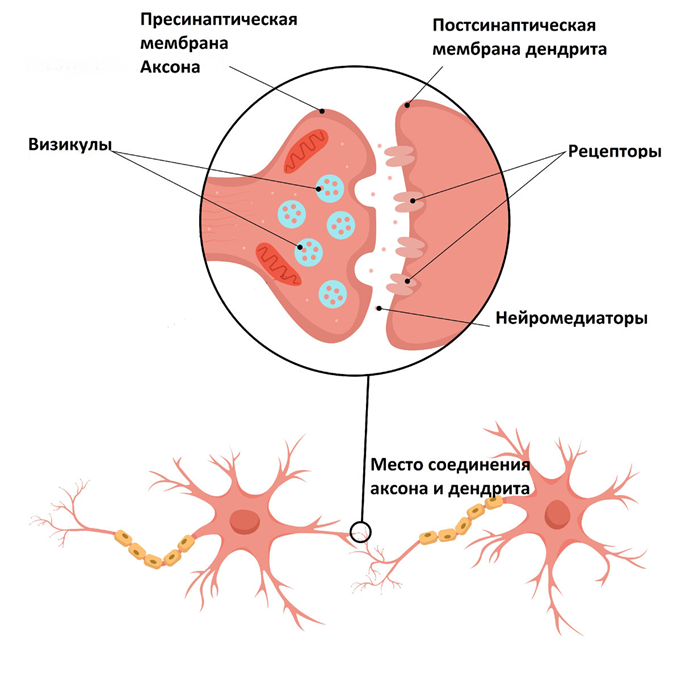 Пресинаптическая
мембрана
Аксона
Постсинаптическая
мембрана дендрита
Визикулы
Рецепторы
Нейромедиаторы
Место соединения
аксона и дендрита